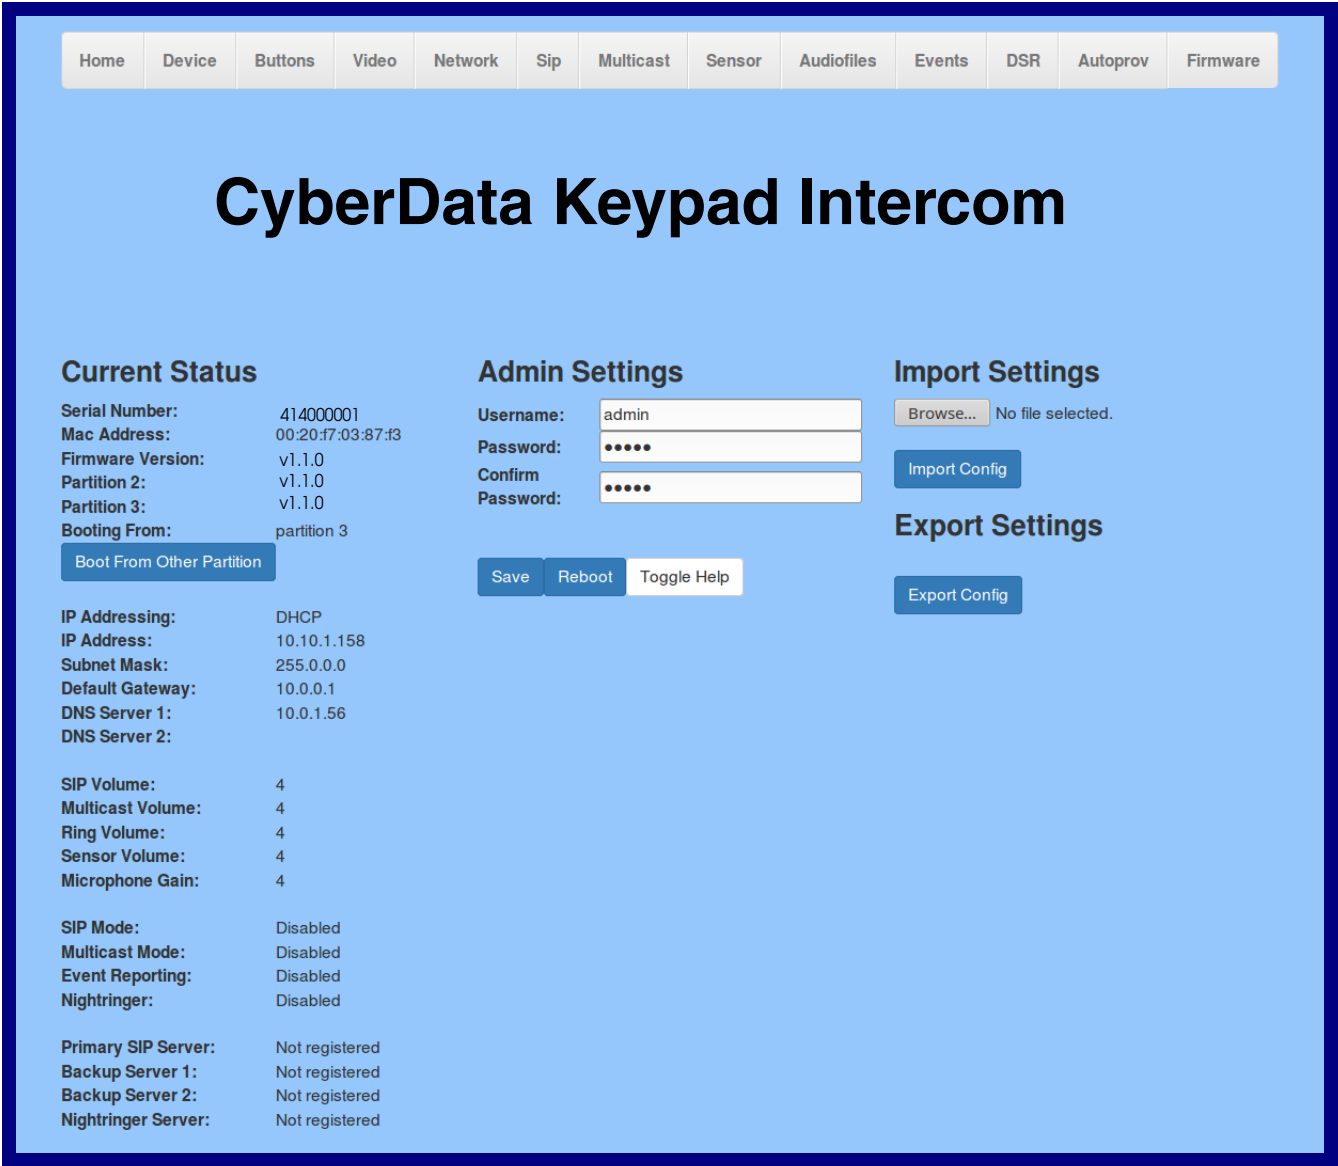 Home Device Buttons Video Network Sip Multicast Sensor Audiofiles Events DSR Autoprov Firmware
CyberData Keypad Intercom
Current Status
Serial Number: 414000001
Mac Address: 00:20:f7:03:87:f3
Firmware Version: v1.1.0
Partition 2: v1.1.0
Partition 3: v1.1.0
Booting From: partition 3
Boot From Other Partition
IP Addressing: DHCP
IP Address: 10.10.1.158
Subnet Mask: 255.0.0.0
Default Gateway: 10.0.0.1
DNS Server 1: 10.0.1.56
DNS Server 2:
SIP Volume: 4
Multicast Volume: 4
Ring Volume: 4
Sensor Volume: 4
Microphone Gain: 4
SIP Mode: Disabled
Multicast Mode: Disabled
Event Reporting: Disabled
Nightringer: Disabled
Primary SIP Server: Not registered
Backup Server 1: Not registered
Backup Server 2: Not registered
Nightringer Server: Not registered
Admin Settings
Username: admin
Password: •••••
Confirm
Password: •••••
Save Reboot Toggle Help
Import Settings
Browse... No file selected.
Import Config
Export Settings
Export Config